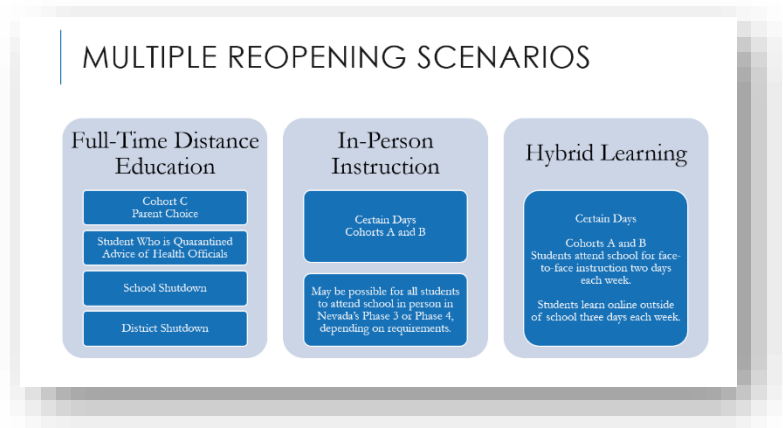 MULTIPLE REOPENING SCENARIOS
Full-Time Distance
Education
Cohort C
Parent Choice
Student Who is Quarantined
Advice of Health Officials
School Shutdown
District Shutdown
In-Person
Instruction
Certain Days
Cohorts A and B
May be possible for all students
to attend school in person in
Nevada's Phase 3 or Phase 4,
depending on requirements.
Hybrid Learning
Certain Days
Cohorts A and B
Students attend school for face-
to-face instruction two days
each week.
Students learn online outside
of school three days each week.